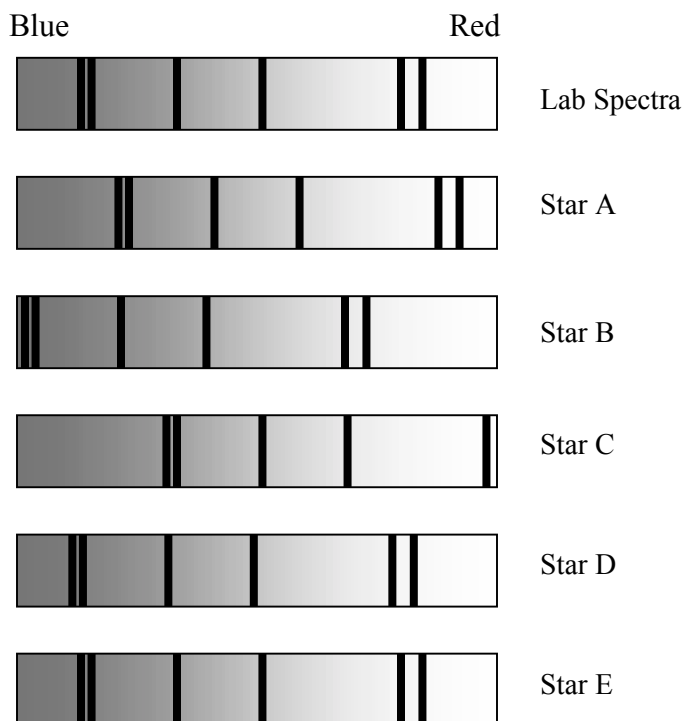 Blue Red
Lab Spectra
Star A
Star B
Star C
Star D
Star E